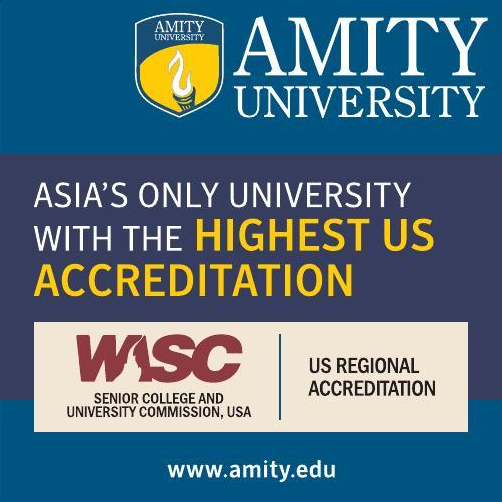 AMITY
UNIVERSITY
AMITY
UNIVERSITY
ASIA'S ONLY UNIVERSITY
WITH THE HIGHEST US
ACCREDITATION
WASC
SENIOR COLLEGE AND
UNIVERSITY COMMISSION, USA
US REGIONAL
ACCREDITATION
www.amity.edu